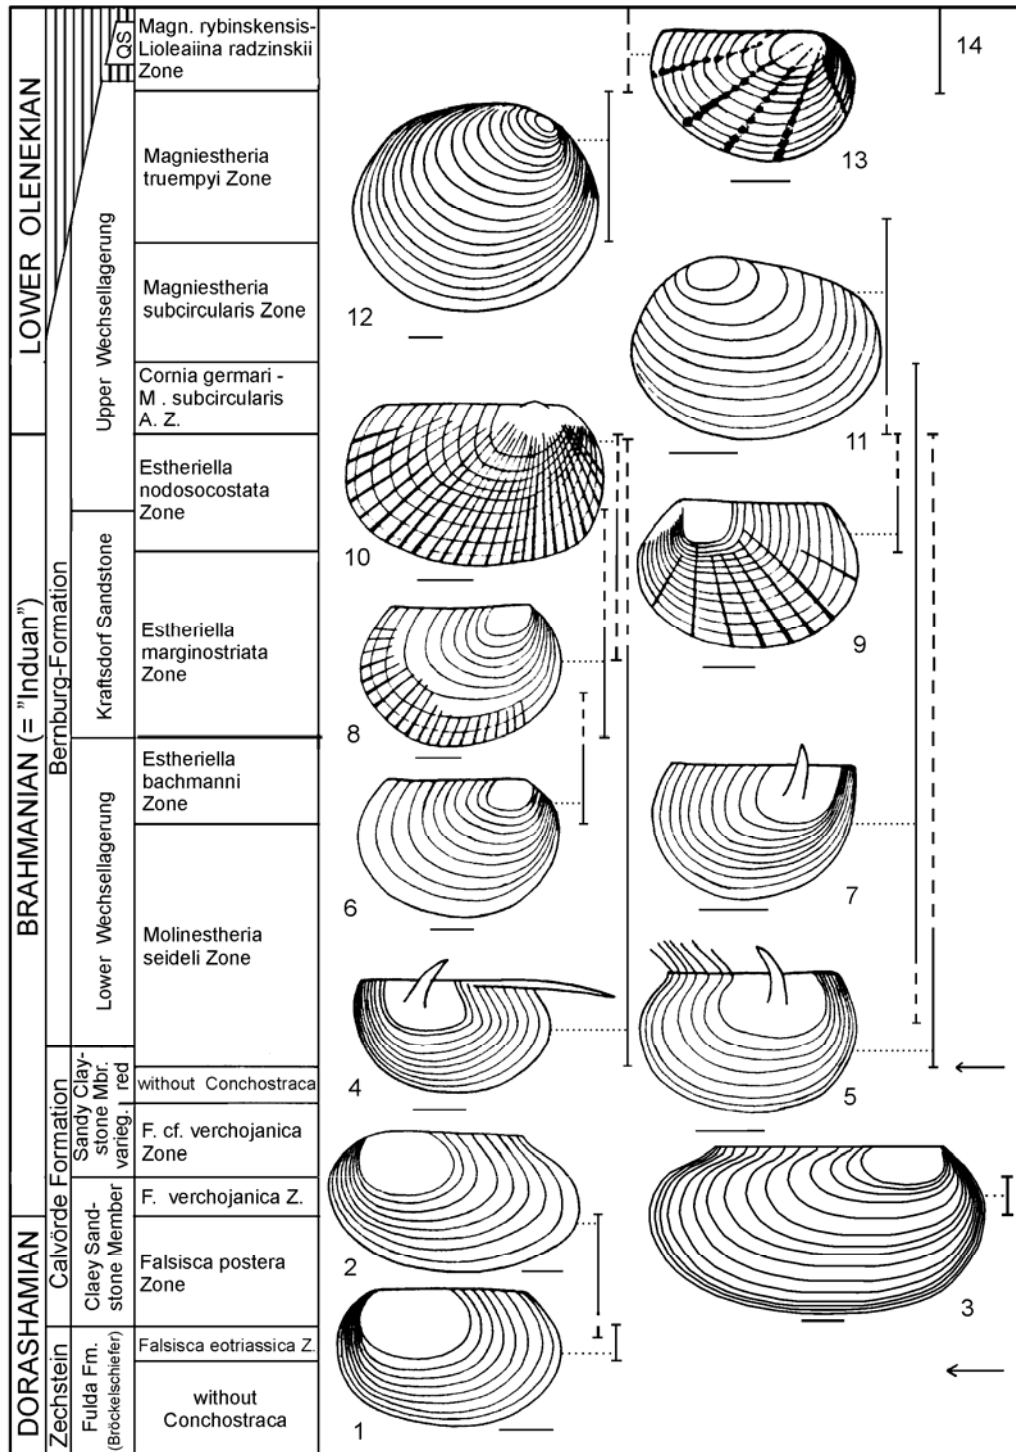 LOWER OLENEKIAN
BRAHMANIAN (= "Induan")
DORASHAMIAN
Bernburg-Formation
Calvörde Formation
Zechstein
QS
Upper Wechsellagerung
Kraftsdorf Sandstone
Lower Wechsellagerung
Sandy Clay-
stone Mbr.
varieg. red
Claey Sand-
stone Member
Fulda Fm.
(Bröckelschiefer)
Magn. rybinskensis-
Lioleaiina radzinskii
Zone
Magniestheria
truempyi Zone
Magniestheria
subcircularis Zone
Cornia germari -
M . subcircularis
A. Z.
Estheriella
nodosocostata
Zone
Estheriella
marginostriata
Zone
Estheriella
bachmanni
Zone
Molinestheria
seideli Zone
without Conchostraca
F. cf. verchojanica
Zone
F. verchojanica Z.
Falsisca postera
Zone
Falsisca eotriassica Z.
without
Conchostraca
14
13
12
11
10
9
8
7
6
5
4
3
2
1